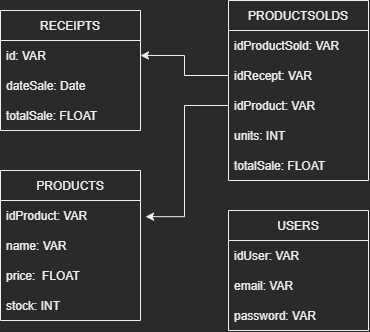 RECEIPTS
id: VAR
dateSale: Date
totalSale: FLOAT
PRODUCTSOLDS
idProductSold: VAR
idRecept: VAR
idProduct: VAR
units: INT
totalSale: FLOAT
PRODUCTS
idProduct: VAR
name: VAR
price:  FLOAT
stock: INT
USERS
idUser: VAR
email: VAR
password: VAR